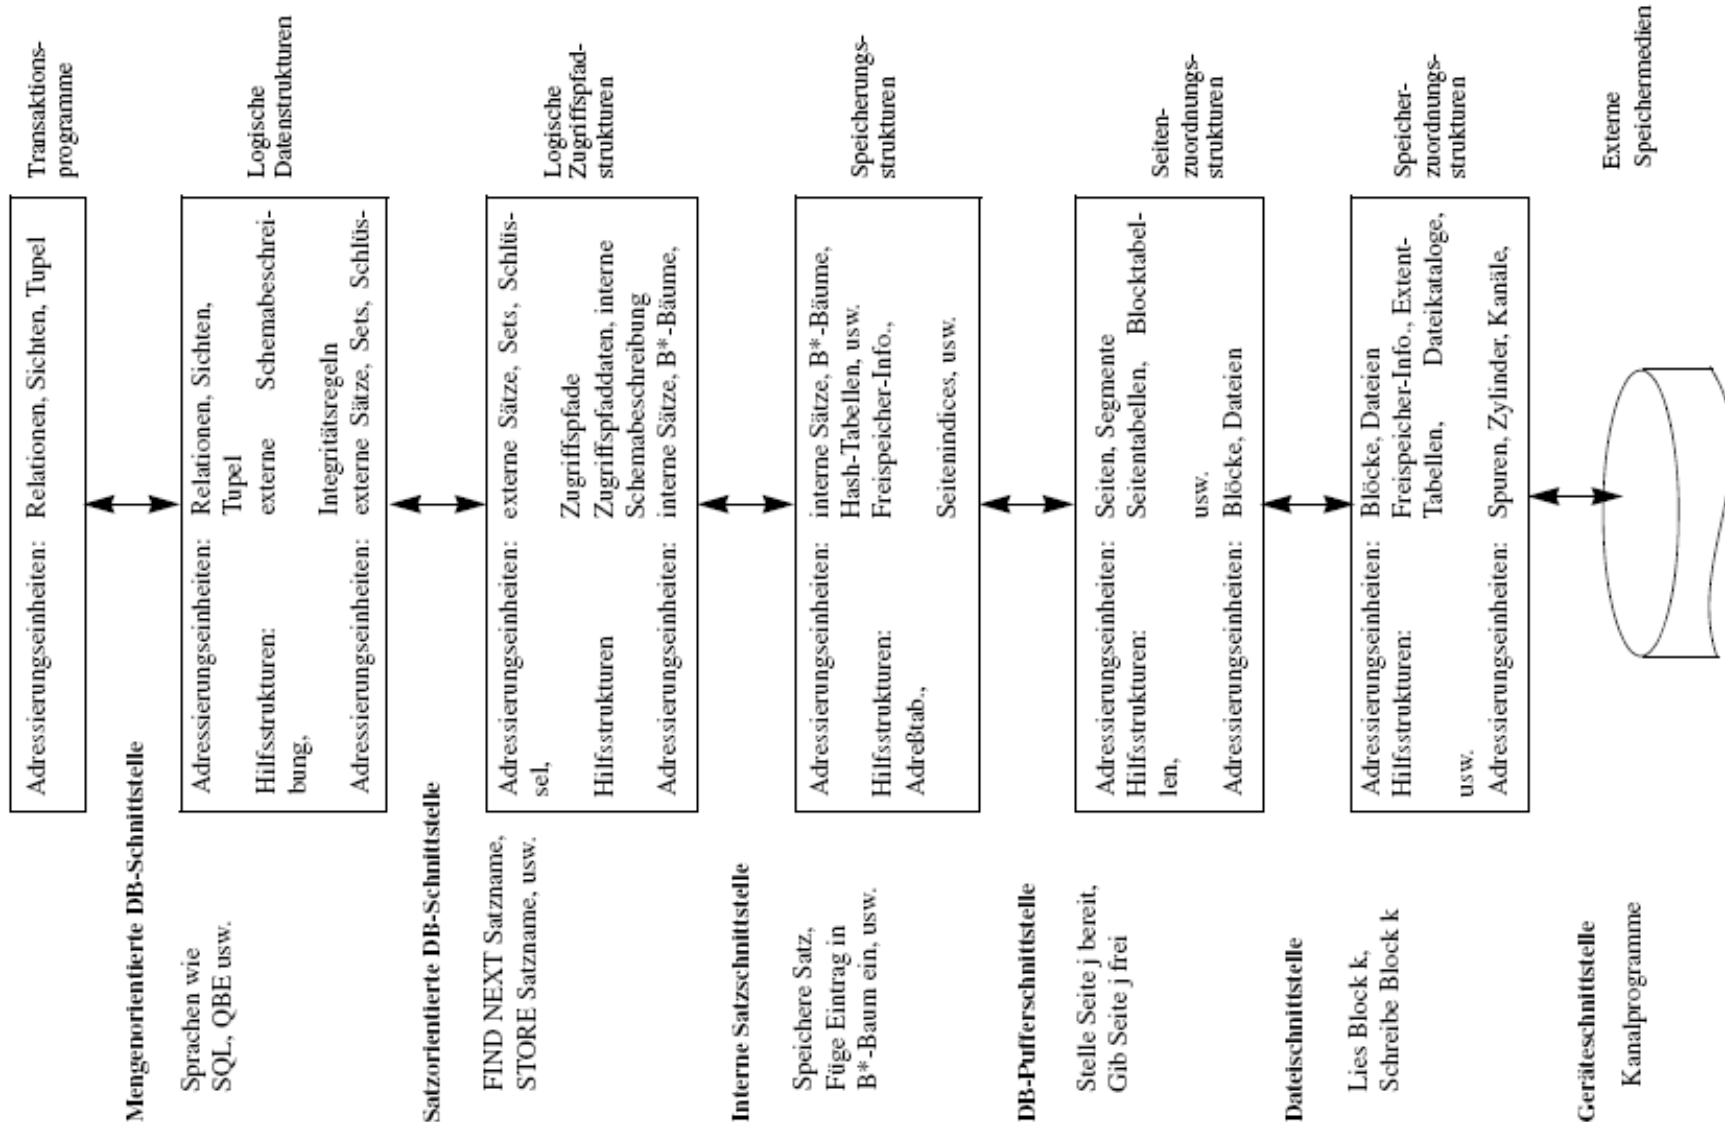 Transaktions-
programme
Adressierungseinheiten: Relationen, Sichten, Tupel
Mengenorientierte DB-Schnittstelle
Sprachen wie
SQL, QBE usw.
Adressierungseinheiten: Relationen, Sichten,
Tupel
Hilfsstrukturen: externe Schemabeschrei-
bung,
Integritätsregeln
Adressierungseinheiten: externe Sätze, Sets, Schlüs-
Logische
Datenstrukturen
Satzorientierte DB-Schnittstelle
FIND NEXT Satzname,
STORE Satzname, usw.
Adressierungseinheiten: externe Sätze, Sets, Schlüs-
sel,
Zugriffspfade
Hilfsstrukturen Zugriffspfaddaten, interne
Schemabeschreibung
Adressierungseinheiten: interne Sätze, B*-Bäume,
Logische
Zugriffspfad-
strukturen
Interne Satzschnittstelle
Speichere Satz,
Füge Eintrag in
B*-Baum ein, usw.
Adressierungseinheiten: interne Sätze, B*-Bäume,
Hash-Tabellen, usw.
Hilfsstrukturen: Freispeicher-Info.,
Adreßtab.,
Seitenindices, usw.
Speicherungs-
strukturen
DB-Pufferschnittstelle
Stelle Seite j bereit,
Gib Seite j frei
Adressierungseinheiten: Seiten, Segmente
Hilfsstrukturen: Seitentabellen, Blocktabel-
len,
usw.
Adressierungseinheiten: Blöcke, Dateien
Seiten-
zuordnungs-
strukturen
Dateischnittstelle
Lies Block k,
Schreibe Block k
Adressierungseinheiten: Blöcke, Dateien
Hilfsstrukturen: Freispeicher-Info., Extent-
Tabellen, Dateikataloge,
usw.
Adressierungseinheiten: Spuren, Zylinder, Kanäle,
Speicher-
zuordnungs-
strukturen
Geräteschnittstelle
Kanalprogramme
Externe
Speichermedien